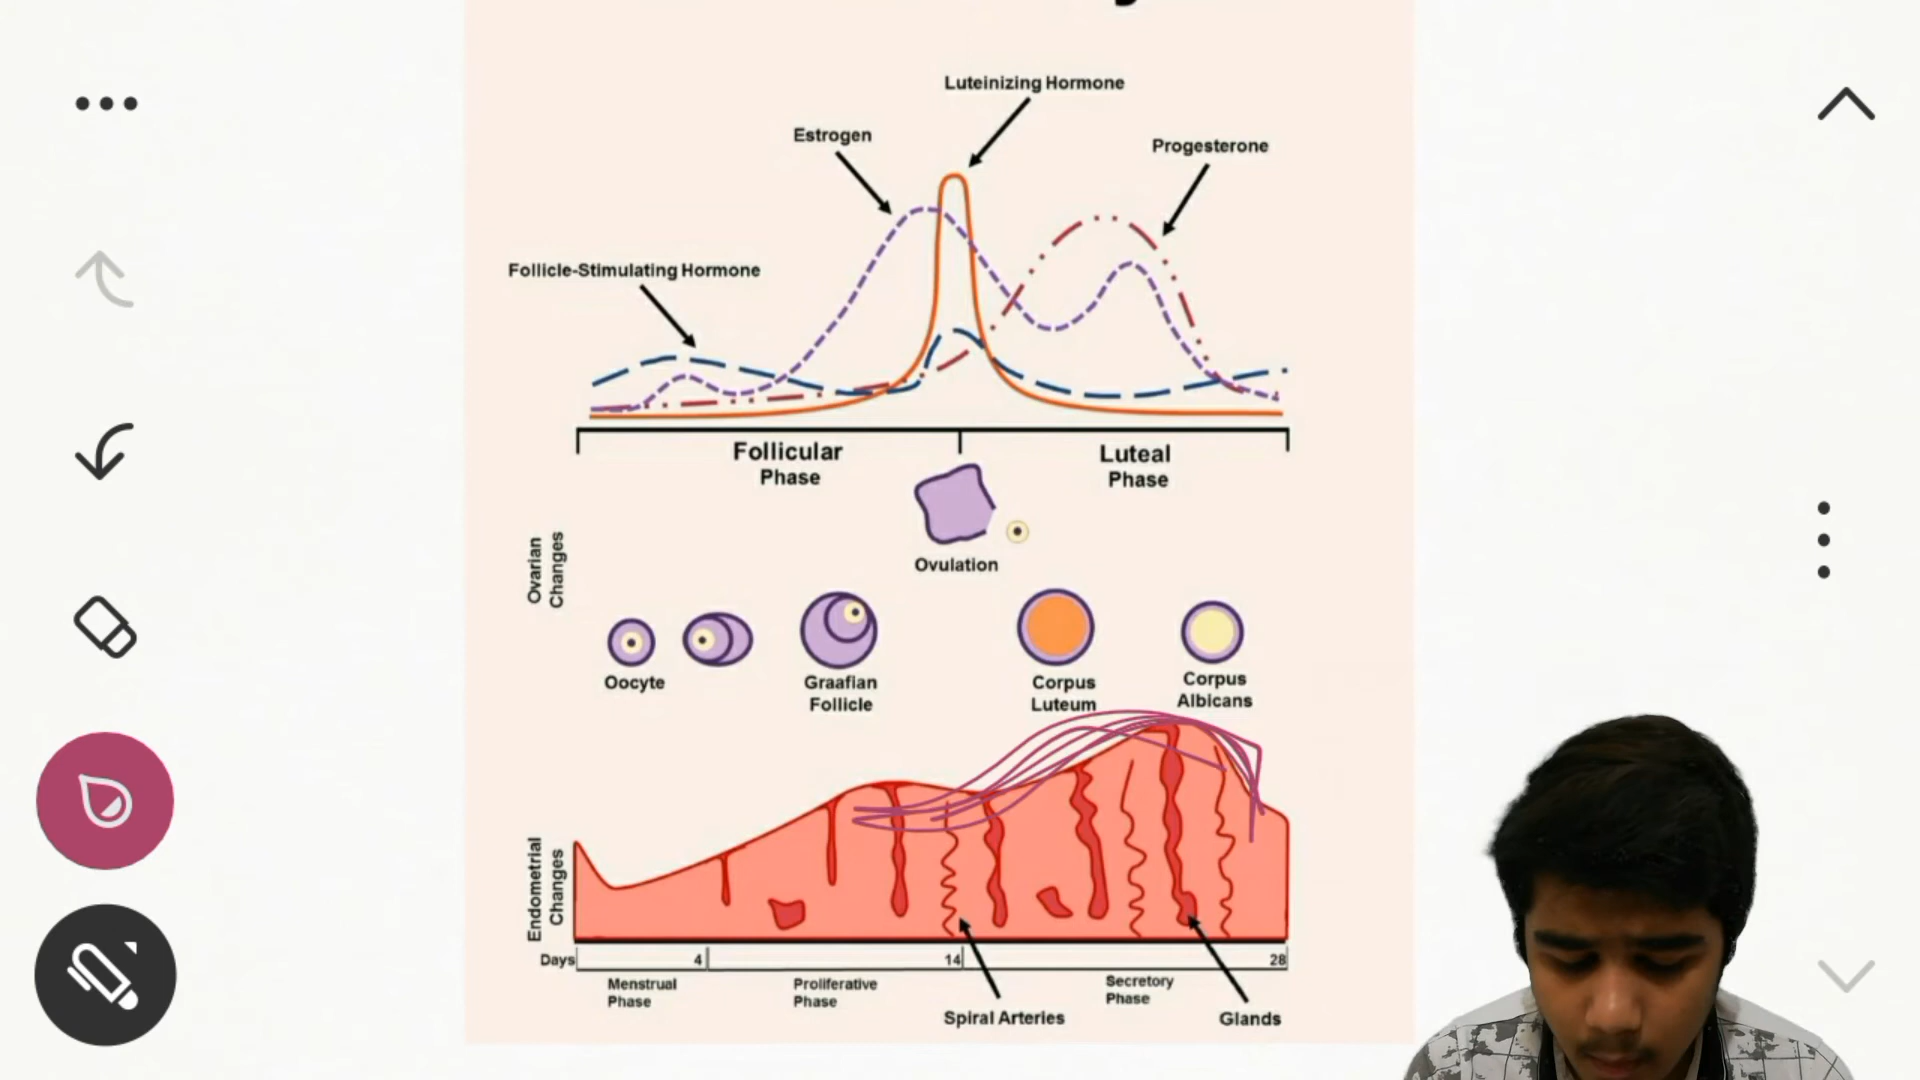 Luteinizing Hormone
Estrogen
Progesterone
Follicle-Stimulating Hormone
Follicular
Phase
Luteal
Phase
Ovarian
Changes
Ovulation
Oocyte
Graafian
Follicle
Corpus
Luteum
Corpus
Albicans
Endometrial
Changes
Days 4 14 28
Menstrual
Phase
Proliferative
Phase
Secretory
Phase
Spiral Arteries
Glands